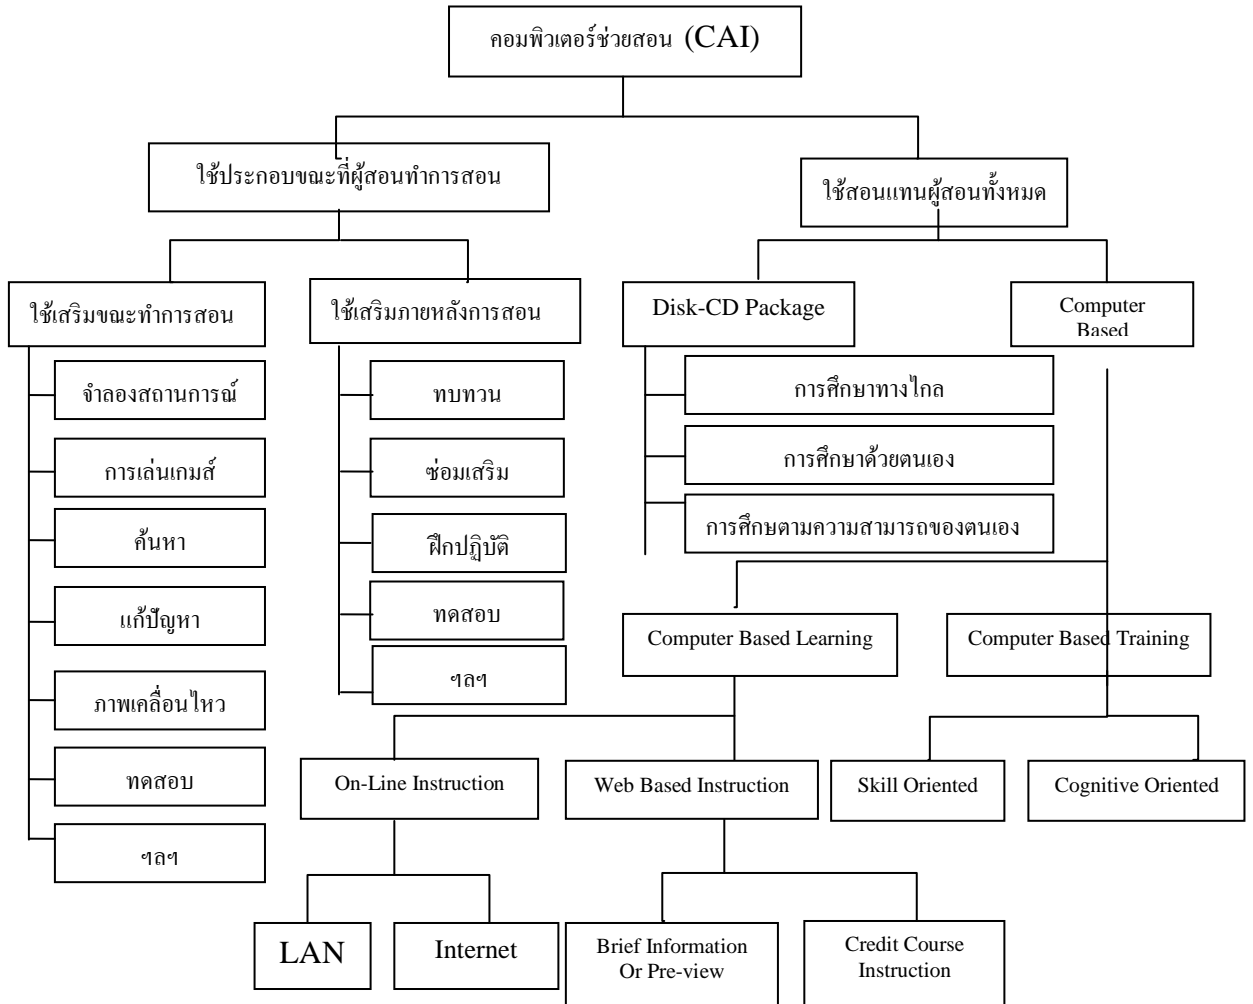 คอมพิวเตอร์ช่วยสอน (CAI)
ใช้ประกอบขณะที่ผู้สอนทำการสอน
ใช้สอนแทนผู้สอนทั้งหมด
ใช้เสริมขณะทำการสอน
ใช้เสริมภายหลังการสอน
Disk-CD Package
Computer
Based
จำลองสถานการณ์
การเล่นเกมส์
ค้นหา
แก้ปัญหา
ภาพเคลื่อนไหว
ทดสอบ
ฯลฯ
ทบทวน
ซ่อมเสริม
ฝึกปฏิบัติ
ทดสอบ
ฯลฯ
การศึกษาทางไกล
การศึกษาด้วยตนเอง
การศึกษตามความสามารถของตนเอง
Computer Based Learning
Computer Based Training
On-Line Instruction
Web Based Instruction
Skill Oriented
Cognitive Oriented
LAN
Internet
Brief Information
Or Pre-view
Credit Course
Instruction